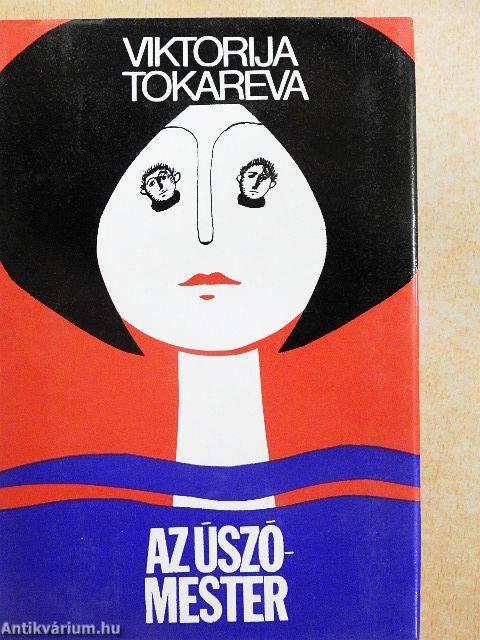 VIKTORIJA
TOKAREVA
AZ ÚSZÓ-
MESTER
Antikvárium.hu